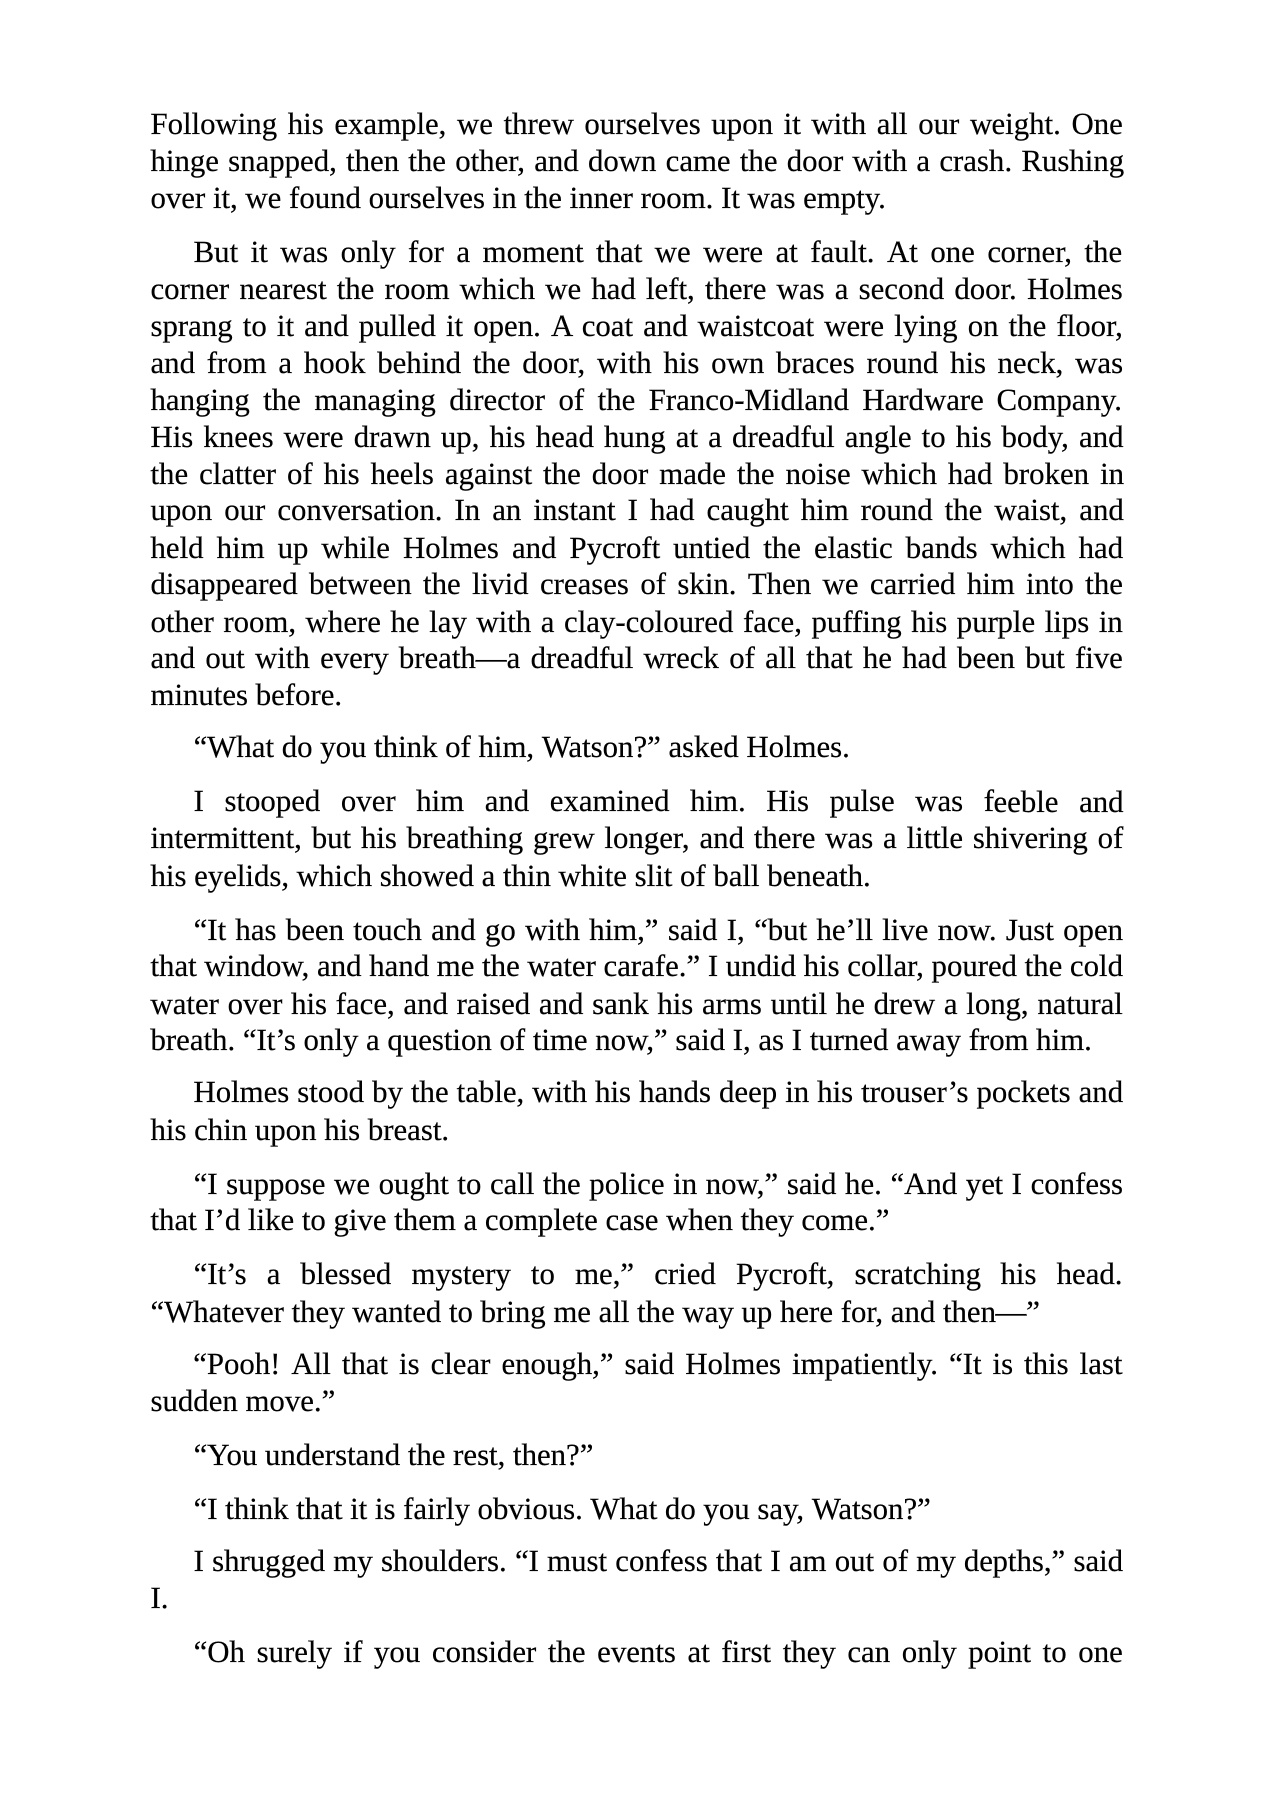 Following his example, we threw ourselves upon it with all our weight. One
hinge snapped, then the other, and down came the door with a crash. Rushing
over it, we found ourselves in the inner room. It was empty.
But it was only for a moment that we were at fault. At one corner, the
corner nearest the room which we had left, there was a second door. Holmes
sprang to it and pulled it open. A coat and waistcoat were lying on the floor,
and from a hook behind the door, with his own braces round his neck, was
hanging the managing director of the Franco-Midland Hardware Company.
His knees were drawn up, his head hung at a dreadful angle to his body, and
the clatter of his heels against the door made the noise which had broken in
upon our conversation. In an instant I had caught him round the waist, and
held him up while Holmes and Pycroft untied the elastic bands which had
disappeared between the livid creases of skin. Then we carried him into the
other room, where he lay with a clay-coloured face, puffing his purple lips in
and out with every breath—a dreadful wreck of all that he had been but five
minutes before.
“What do you think of him, Watson?” asked Holmes.
I stooped over him and examined him. His pulse was feeble and
intermittent, but his breathing grew longer, and there was a little shivering of
his eyelids, which showed a thin white slit of ball beneath.
“It has been touch and go with him,” said I, “but he’ll live now. Just open
that window, and hand me the water carafe.” I undid his collar, poured the cold
water over his face, and raised and sank his arms until he drew a long, natural
breath. “It’s only a question of time now,” said I, as I turned away from him.
Holmes stood by the table, with his hands deep in his trouser’s pockets and
his chin upon his breast.
“I suppose we ought to call the police in now,” said he. “And yet I confess
that I’d like to give them a complete case when they come.”
“It’s a blessed mystery to me,” cried Pycroft, scratching his head.
“Whatever they wanted to bring me all the way up here for, and then—”
“Pooh! All that is clear enough,” said Holmes impatiently. “It is this last
sudden move.”
“You understand the rest, then?”
“I think that it is fairly obvious. What do you say, Watson?”
I shrugged my shoulders. “I must confess that I am out of my depths,” said
I.
“Oh surely if you consider the events at first they can only point to one